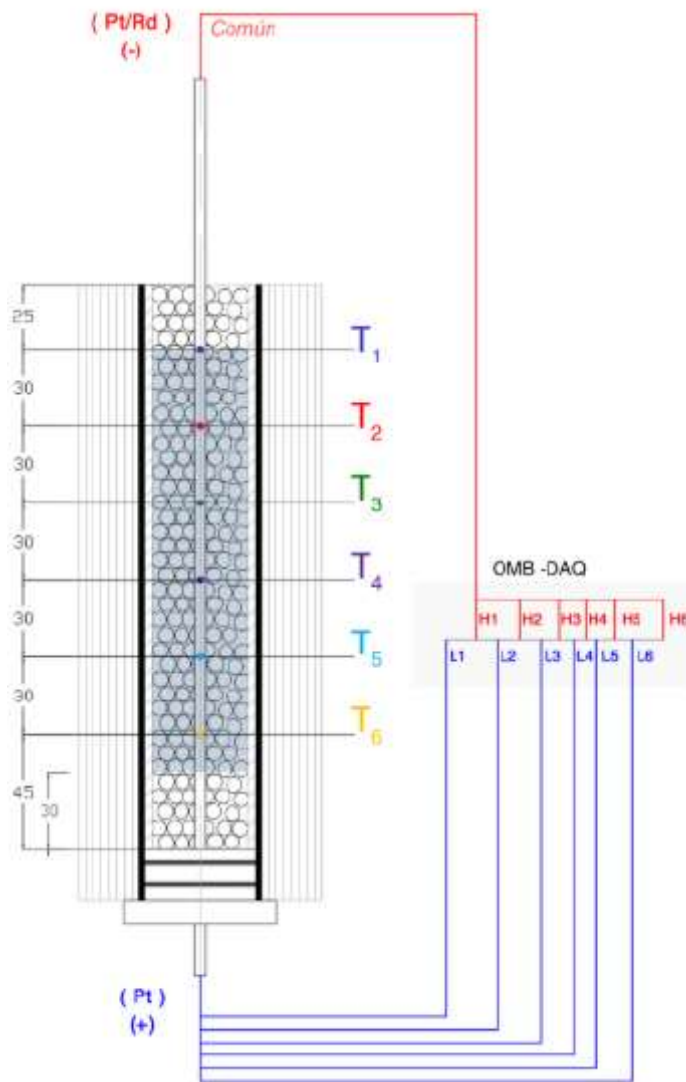 ( Pt/Rd )
(-)
Común
25
T1
30
T2
30
T3
30
T4
30
T5
30
T6
45
30
OMB -DAQ
H1 H2 H3 H4 H5 H6
L1 L2 L3 L4 L5 L6
( Pt )
(+)